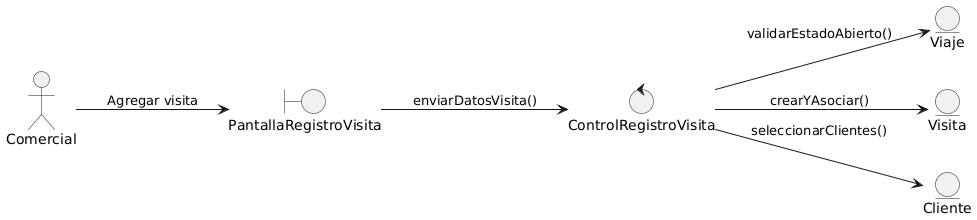 validarEstadoAbierto()
Viaje
Agregar visita
enviarDatosVisita()
crearYAsociar()
Comercial
PantallaRegistroVisita
ControlRegistroVisita
Visita
seleccionarClientes()
Cliente